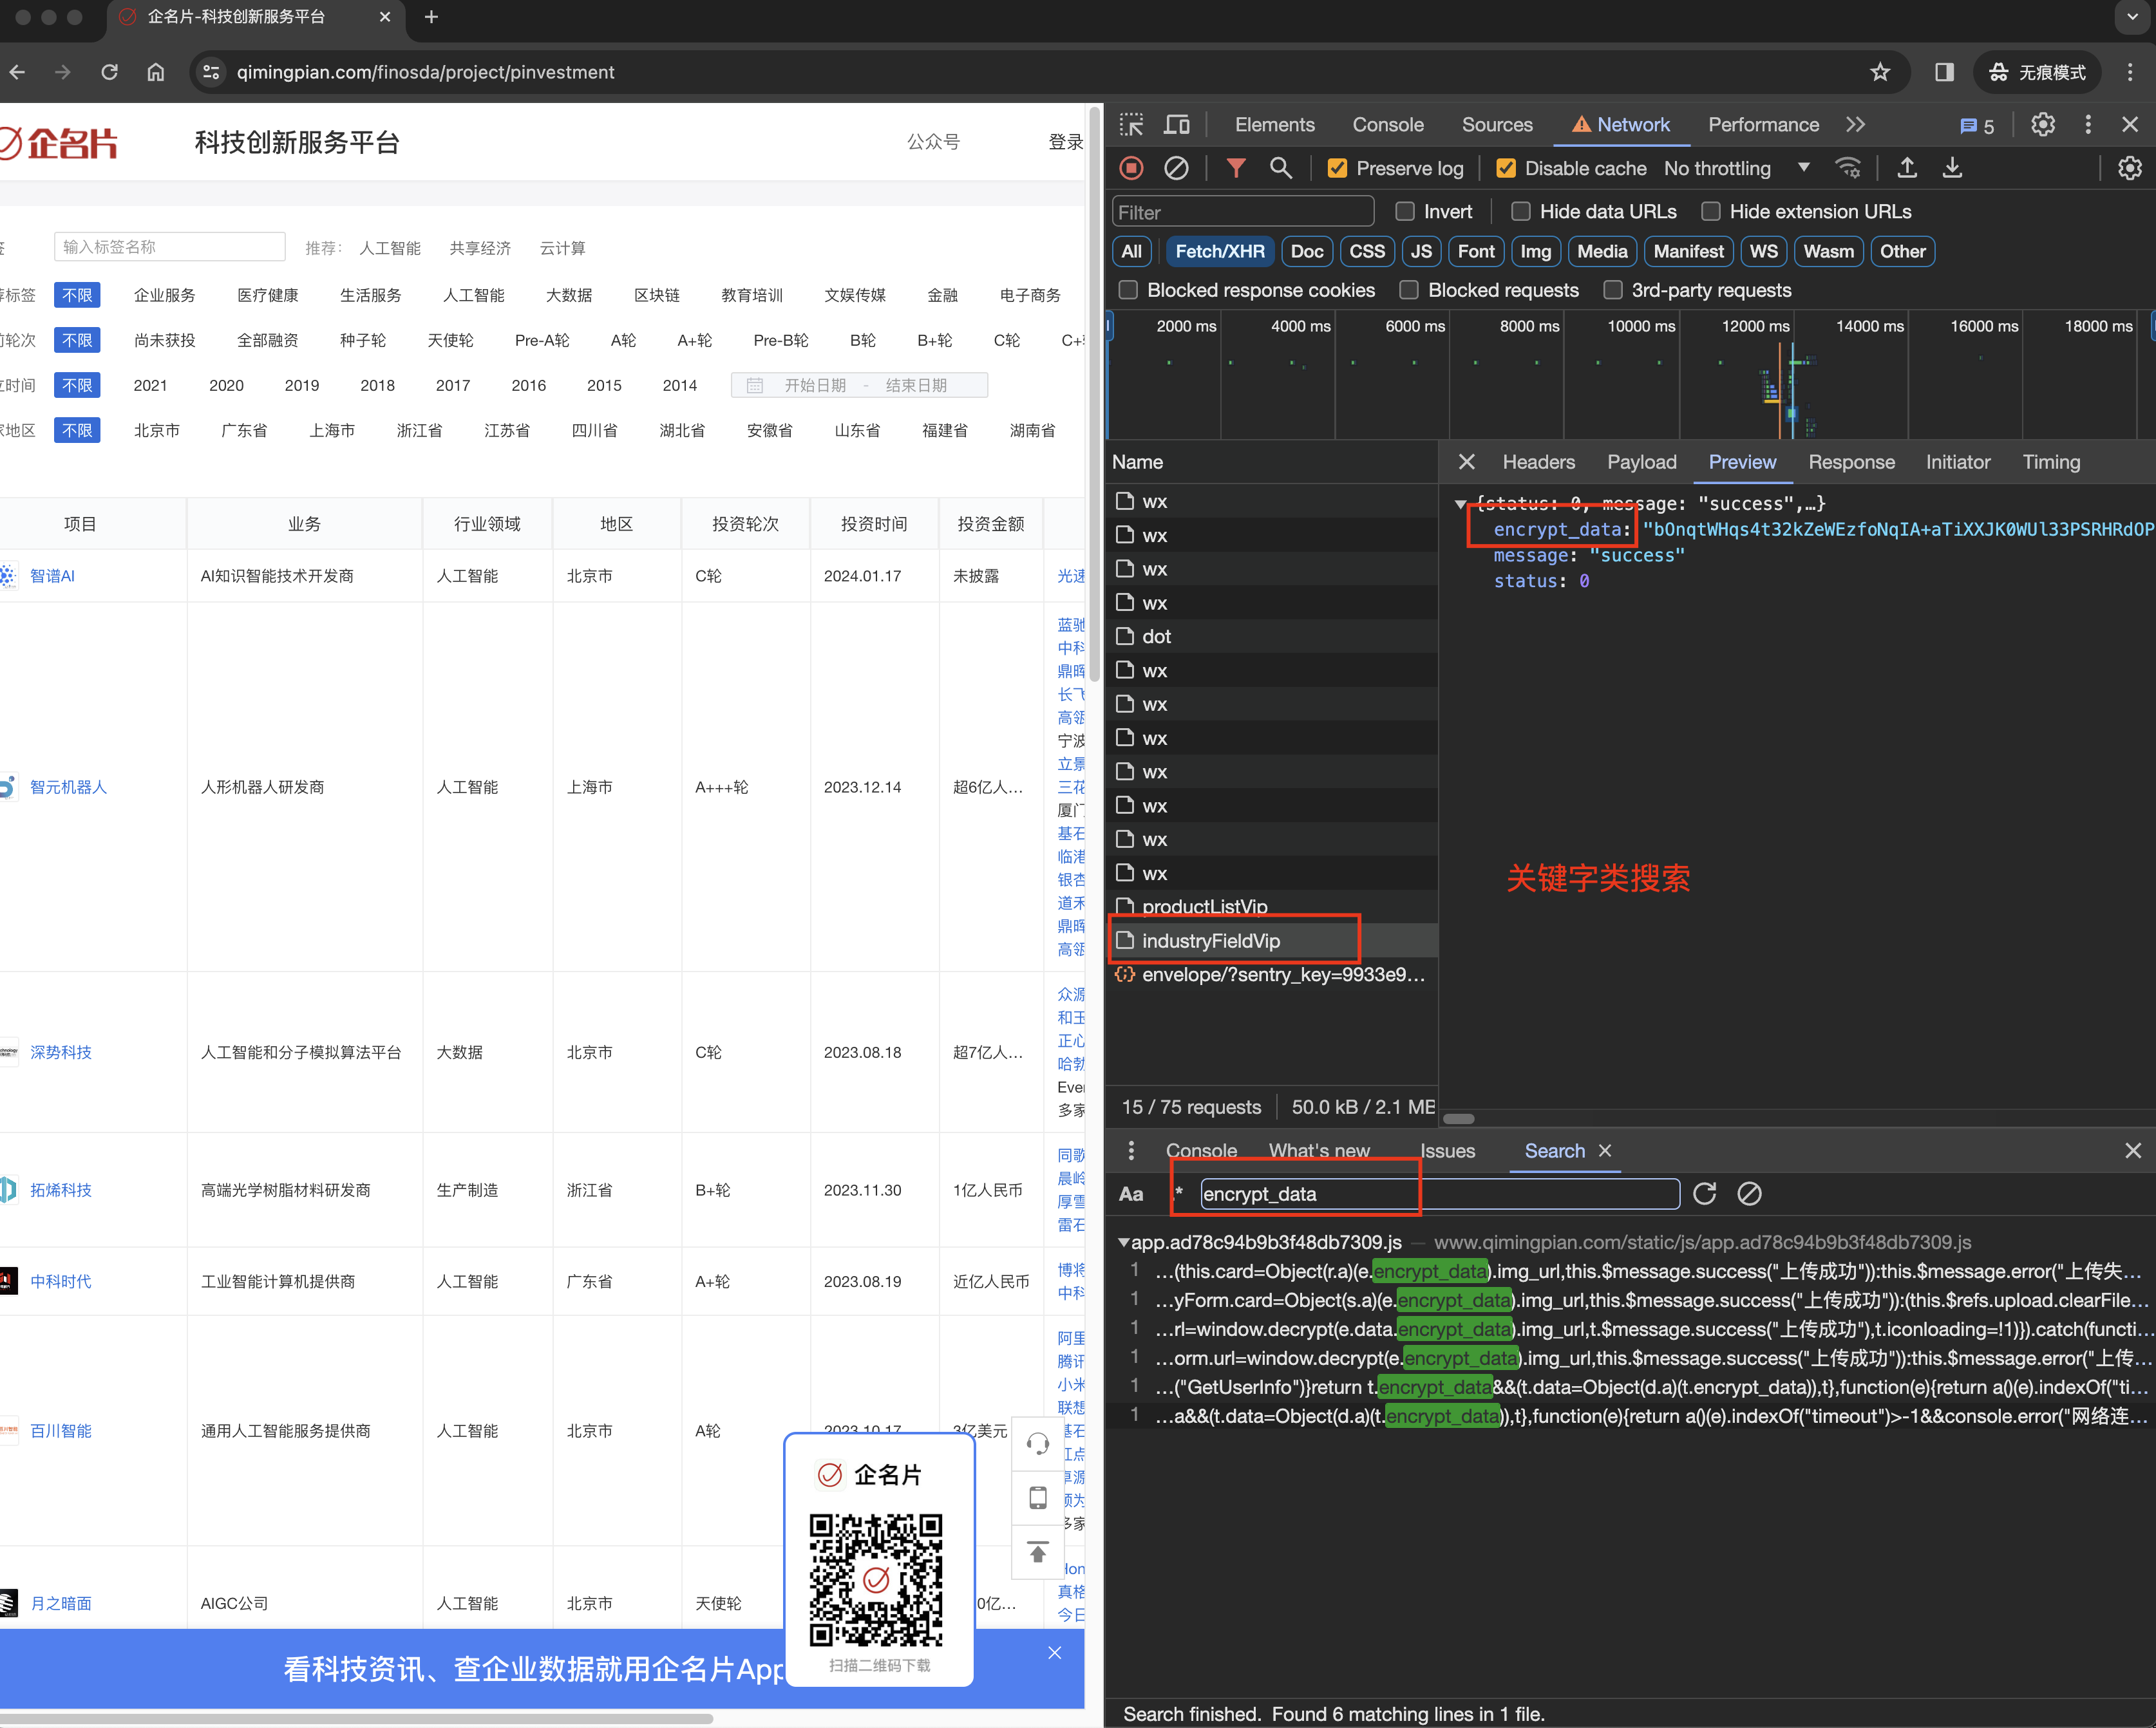 企名片-科技创新服务平台
qimingpian.com/finosda/project/pinvestment
无痕模式
企名片
科技创新服务平台
公众号
登录
输入标签名称
推荐:
人工智能 共享经济 云计算
标签 不限 企业服务 医疗健康 生活服务 人工智能 大数据 区块链 教育培训 文娱传媒 金融 电子商务
轮次 不限 尚未获投 全部融资 种子轮 天使轮 Pre-A轮 A轮 A+轮 Pre-B轮 B轮 B+轮 C轮 C+
时间 不限 2021 2020 2019 2018 2017 2016 2015 2014 开始日期 - 结束日期
地区 不限 北京市 广东省 上海市 浙江省 江苏省 四川省 湖北省 安徽省 山东省 福建省 湖南省
项目 业务 行业领域 地区 投资轮次 投资时间 投资金额
智谱AI AI知识智能技术开发商 人工智能 北京市 C轮 2024.01.17 未披露 光速
蓝驰
中科
鼎晖
长飞
高瓴
宁波
立景
智元机器人 人形机器人研发商 人工智能 上海市 A+++轮 2023.12.14 超6亿人... 三花
厦门
基石
临港
银杏
道禾
鼎晖
高瓴
众源
和玉
正心
深势科技 人工智能和分子模拟算法平台 大数据 北京市 C轮 2023.08.18 超7亿人... 哈勃
Ever
多家
同歌
晨岭
拓烯科技 高端光学树脂材料研发商 生产制造 浙江省 B+轮 2023.11.30 1亿人民币 厚雪
雷石
博将
中科时代 工业智能计算机提供商 人工智能 广东省 A+轮 2023.08.19 近亿人民币 中科
阿里
腾讯
小米
联想
百川智能 通用人工智能服务提供商 人工智能 北京市 A轮 2023.10.17 3亿美元 基石
红点
卓源
顾为
多家
Hon
真格
月之暗面 AIGC公司 人工智能 北京市 天使轮 0亿... 今日
企名片
扫描二维码下载
看科技资讯、查企业数据就用企名片App
Elements Console Sources Network Performance 5
Preserve log Disable cache No throttling
Filter Invert Hide data URLs Hide extension URLs
All Fetch/XHR Doc CSS JS Font Img Media Manifest WS Wasm Other
Blocked response cookies Blocked requests 3rd-party requests
2000 ms 4000 ms 6000 ms 8000 ms 10000 ms 12000 ms 14000 ms 16000 ms 18000 ms
Name
wx
wx
wx
wx
dot
wx
wx
wx
wx
wx
wx
wx
productListVip
industryFieldVip
envelope/?sentry_key=9933e9...
15 / 75 requests 50.0 kB / 2.1 MB
Headers Payload Preview Response Initiator Timing
{status: 0, message: "success",…}
encrypt_data: "bOnqtWHqs4t32kZeWEzfoNqIA+aTiXXJK0WUl33PSRHRdOP
message: "success"
status: 0
关键字类搜索
Console What's new Issues Search
Aa .* encrypt_data
app.ad78c94b9b3f48db7309.js — www.qimingpian.com/static/js/app.ad78c94b9b3f48db7309.js
1 ...(this.card=Object(r.a)(e.encrypt_data).img_url,this.$message.success("上传成功")):this.$message.error("上传失...
1 ...yForm.card=Object(s.a)(e.encrypt_data).img_url,this.$message.success("上传成功")):(this.$refs.upload.clearFile...
1 ...rl=window.decrypt(e.data.encrypt_data).img_url,t.$message.success("上传成功"),t.iconloading=!1)}).catch(functi...
1 ...orm.url=window.decrypt(e.encrypt_data).img_url,this.$message.success("上传成功")):this.$message.error("上传...
1 ...("GetUserInfo")}return t.encrypt_data&&(t.data=Object(d.a)(t.encrypt_data)),t},function(e){return a()(e).indexOf("ti...
1 ...a&&(t.data=Object(d.a)(t.encrypt_data)),t},function(e){return a()(e).indexOf("timeout")>-1&&console.error("网络连...
Search finished. Found 6 matching lines in 1 file.